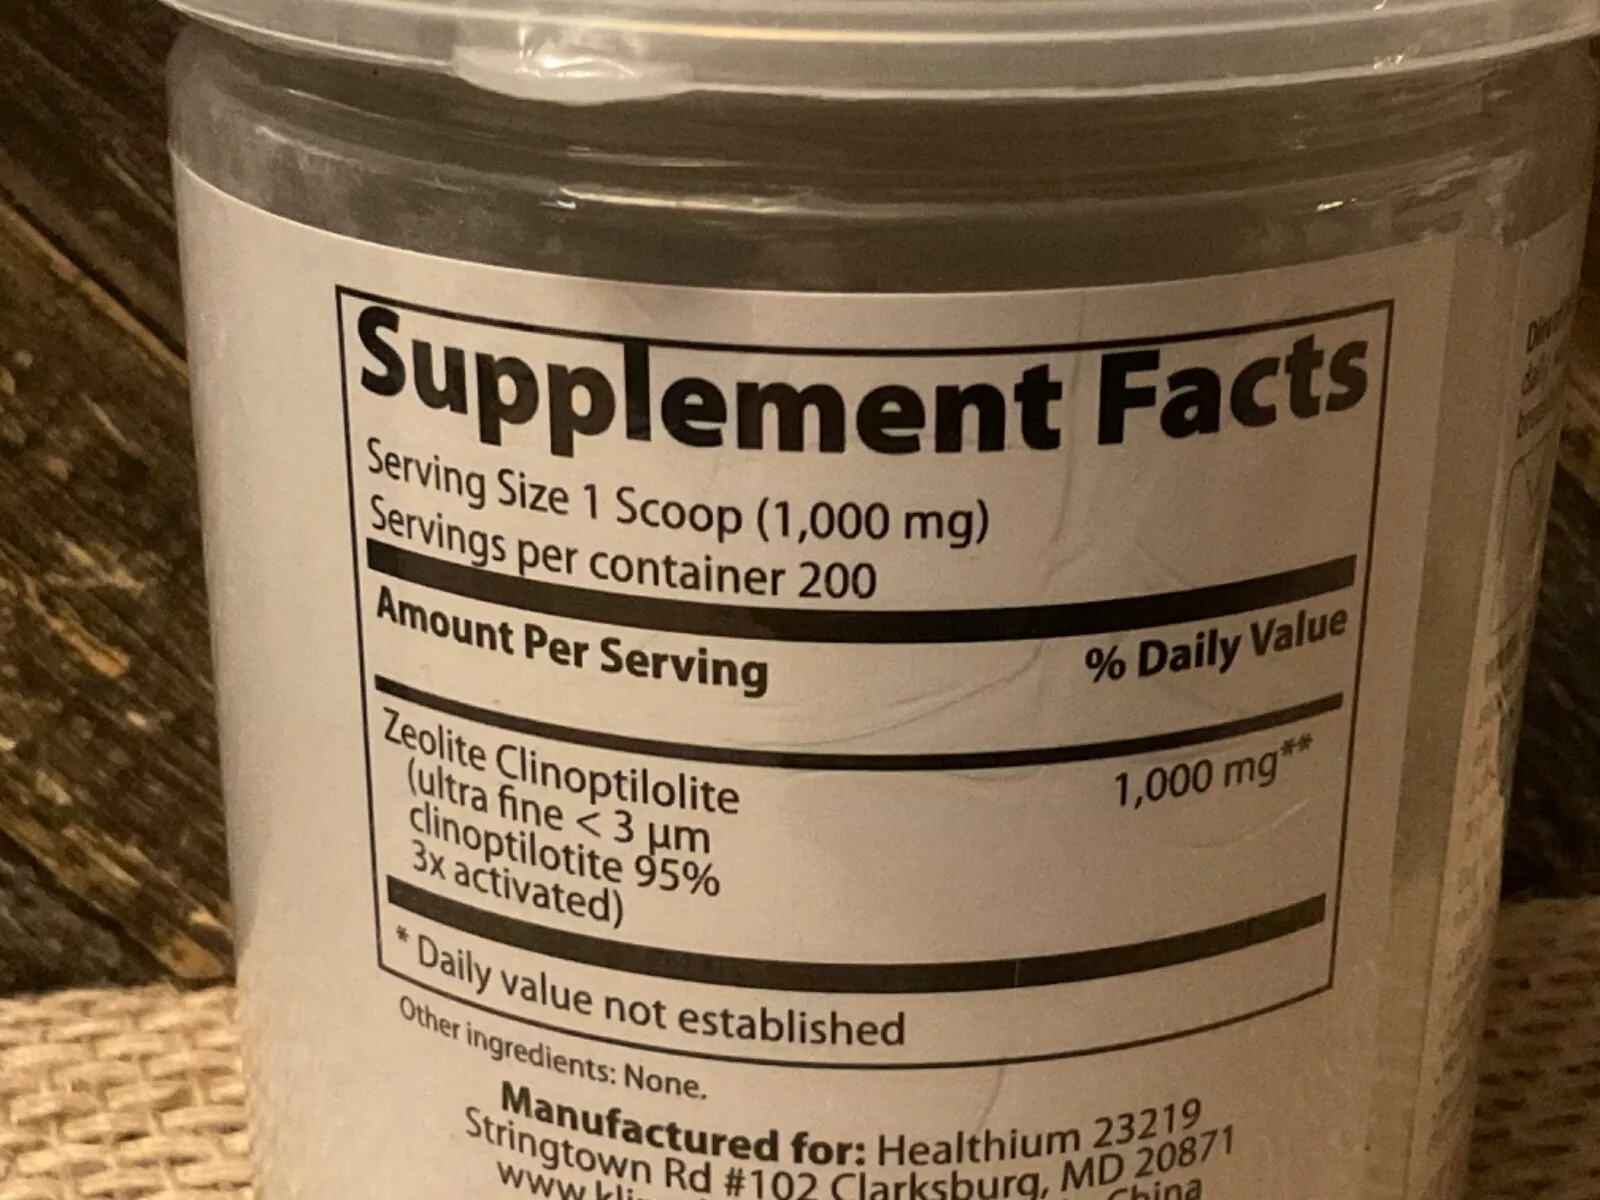 Supplement Facts
Serving Size 1 Scoop (1,000 mg)
Servings per container 200
Amount Per Serving % Daily Value
Zeolite Clinoptilolite 1,000 mg**
(ultra fine < 3 µm
clinoptilotite 95%
3x activated)
* Daily value not established
Other ingredients: None.
Manufactured for: Healthium 23219
Stringtown Rd #102 Clarksburg, MD 20871
China